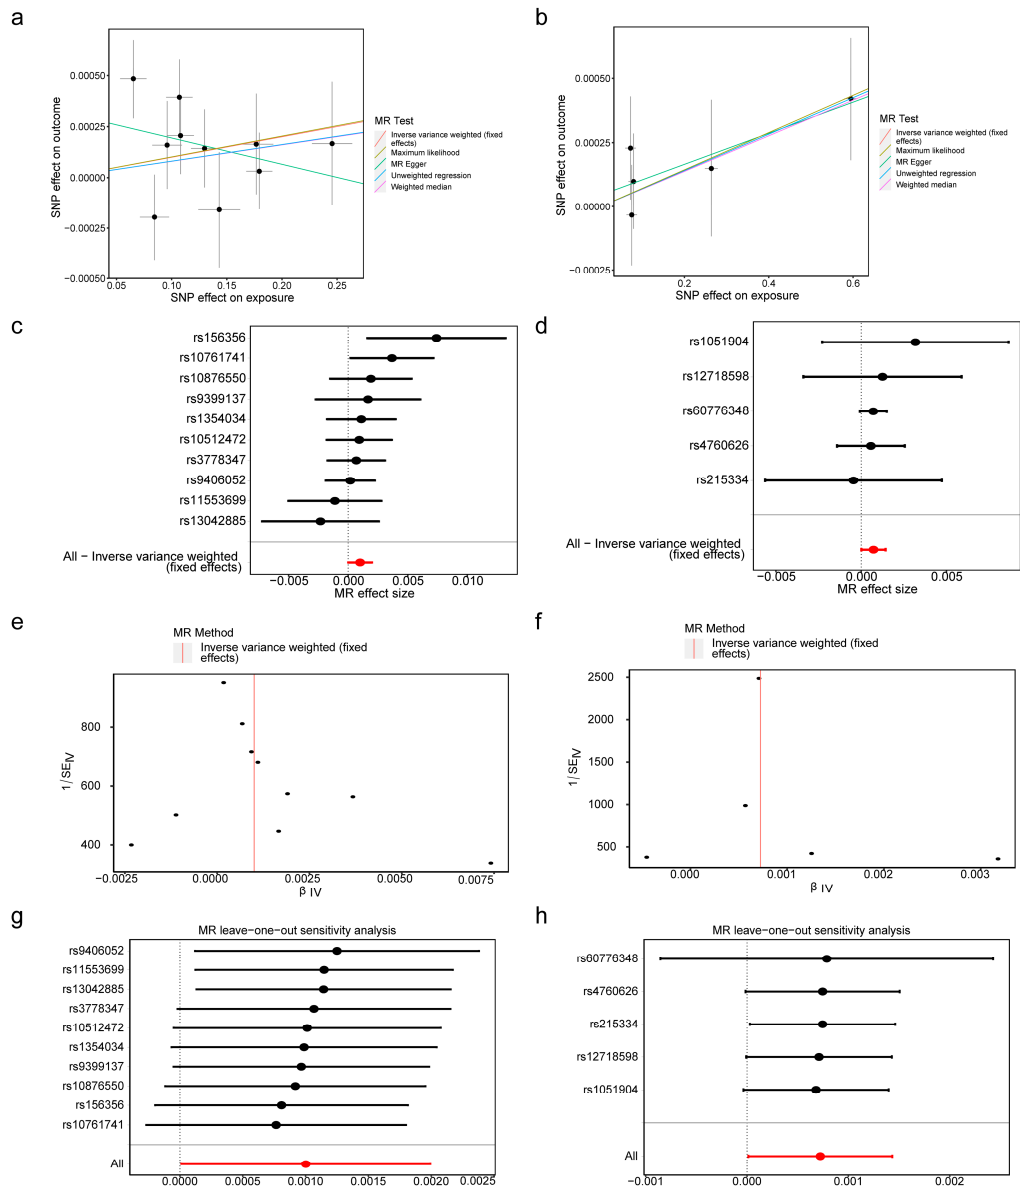 a
0.00050
0.00025
0.00000
−0.00025
−0.00050
SNP effect on outcome
0.05
0.10
0.15
0.20
0.25
SNP effect on exposure
MR Test
Inverse variance weighted (fixed
effects)
Maximum likelihood
MR Egger
Unweighted regression
Weighted median
b
0.00050
0.00025
0.00000
−0.00025
SNP effect on outcome
0.2
0.4
0.6
SNP effect on exposure
MR Test
Inverse variance weighted (fixed
effects)
Maximum likelihood
MR Egger
Unweighted regression
Weighted median
c
rs156356
rs10761741
rs10876550
rs9399137
rs1354034
rs10512472
rs3778347
rs9406052
rs11553699
rs13042885
All − Inverse variance weighted
(fixed effects)
−0.005
0.000
0.005
0.010
MR effect size
d
rs1051904
rs12718598
rs60776348
rs4760626
rs215334
All − Inverse variance weighted
(fixed effects)
−0.005
0.000
0.005
MR effect size
e
MR Method
Inverse variance weighted (fixed
effects)
800
600
400
1/SE IV
−0.0025
0.0000
0.0025
0.0050
0.0075
β IV
f
MR Method
Inverse variance weighted (fixed
effects)
2500
2000
1500
1000
500
1/SE IV
0.000
0.001
0.002
0.003
β IV
g
MR leave−one−out sensitivity analysis
rs9406052
rs11553699
rs13042885
rs3778347
rs10512472
rs1354034
rs9399137
rs10876550
rs156356
rs10761741
All
0.0000
0.0005
0.0010
0.0015
0.0020
0.0025
h
MR leave−one−out sensitivity analysis
rs60776348
rs4760626
rs215334
rs12718598
rs1051904
All
−0.001
0.000
0.001
0.002